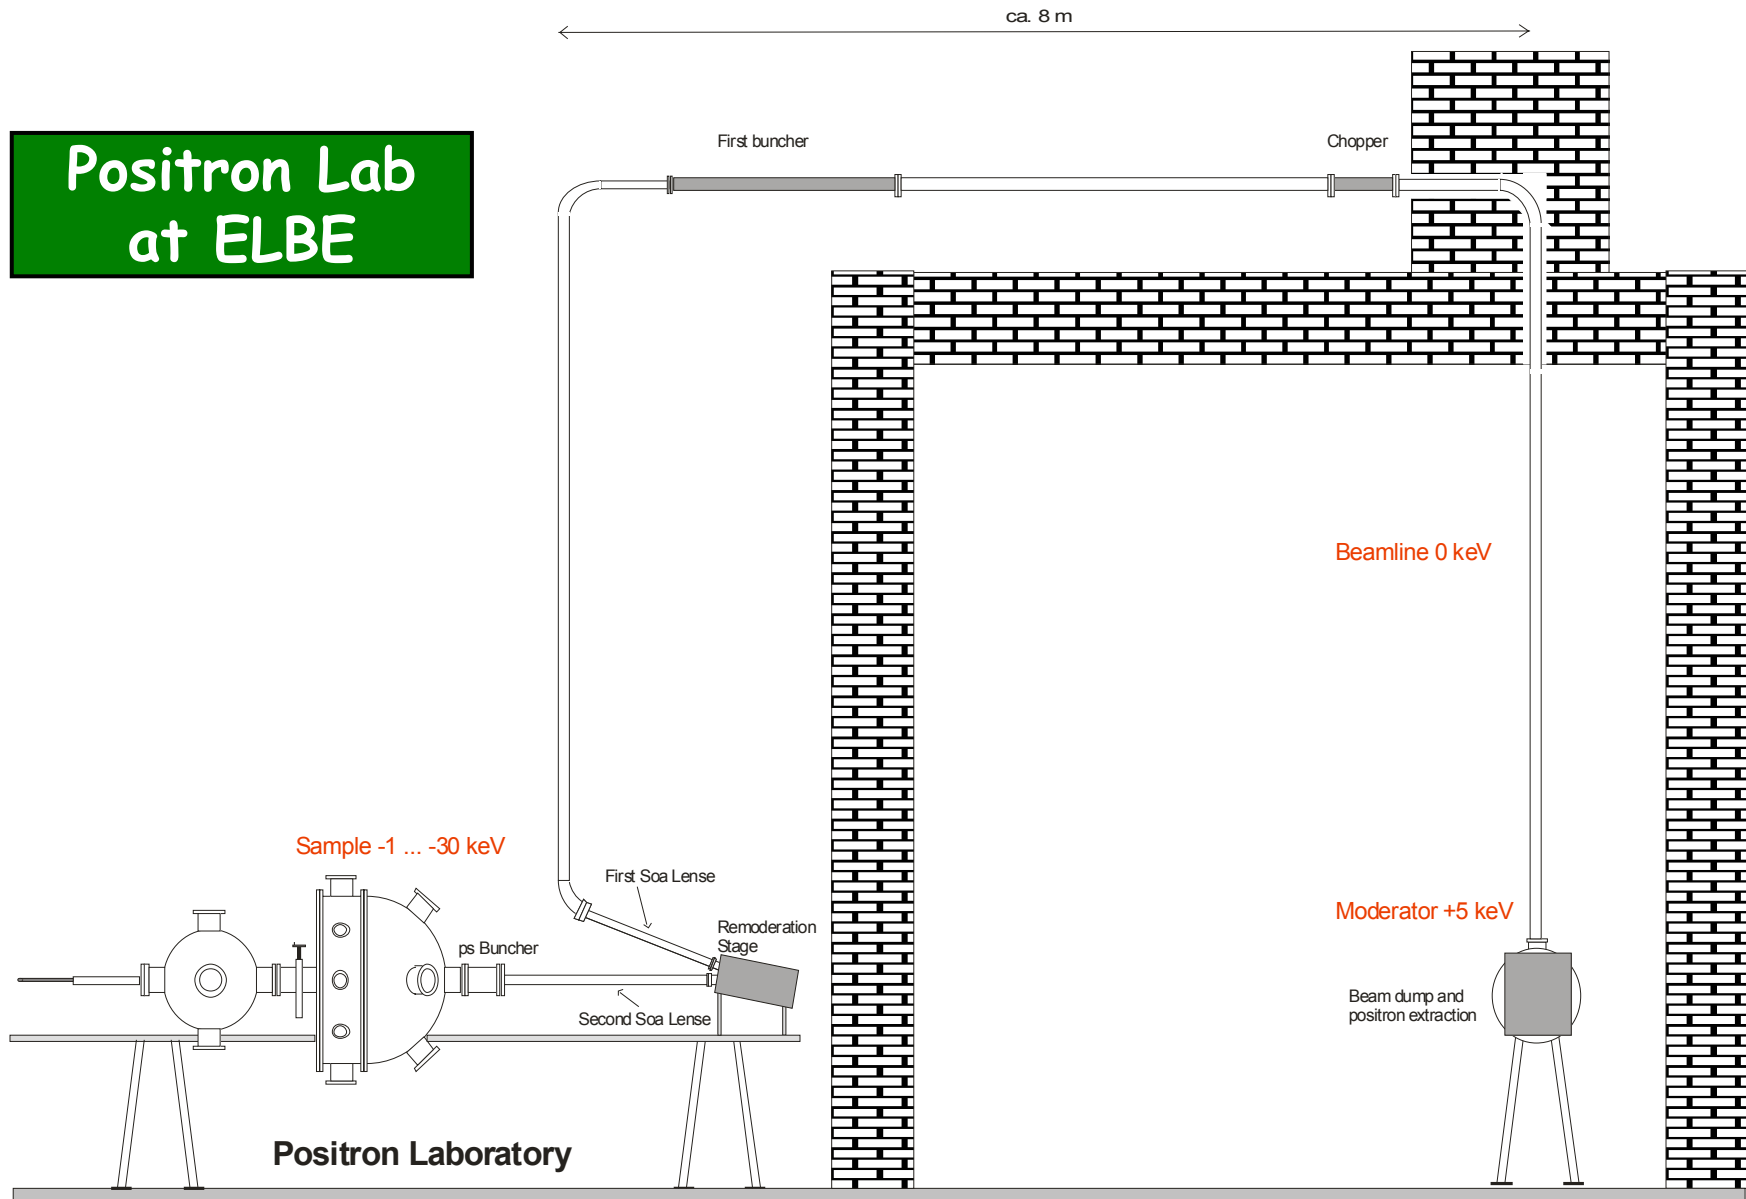 ca. 8 m
Positron Lab
at ELBE
First buncher
Chopper
Beamline 0 keV
Sample -1 ... -30 keV
First Soa Lense
Moderator +5 keV
Remoderation
Stage
ps Buncher
Beam dump and
positron extraction
Second Soa Lense
Positron Laboratory